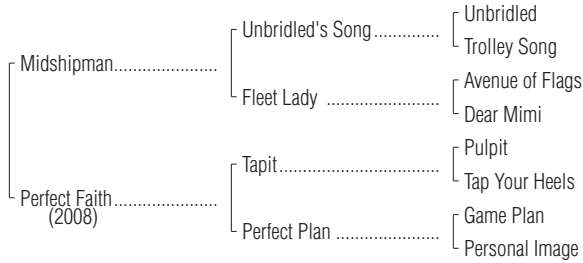 Unbridled
Unbridled's Song..............
Trolley Song
Midshipman......................
Avenue of Flags
Fleet Lady ........................
Dear Mimi
Pulpit
Tapit..................................
Tap Your Heels
Perfect Faith......................
(2008)
Game Plan
Perfect Plan ......................
Personal Image